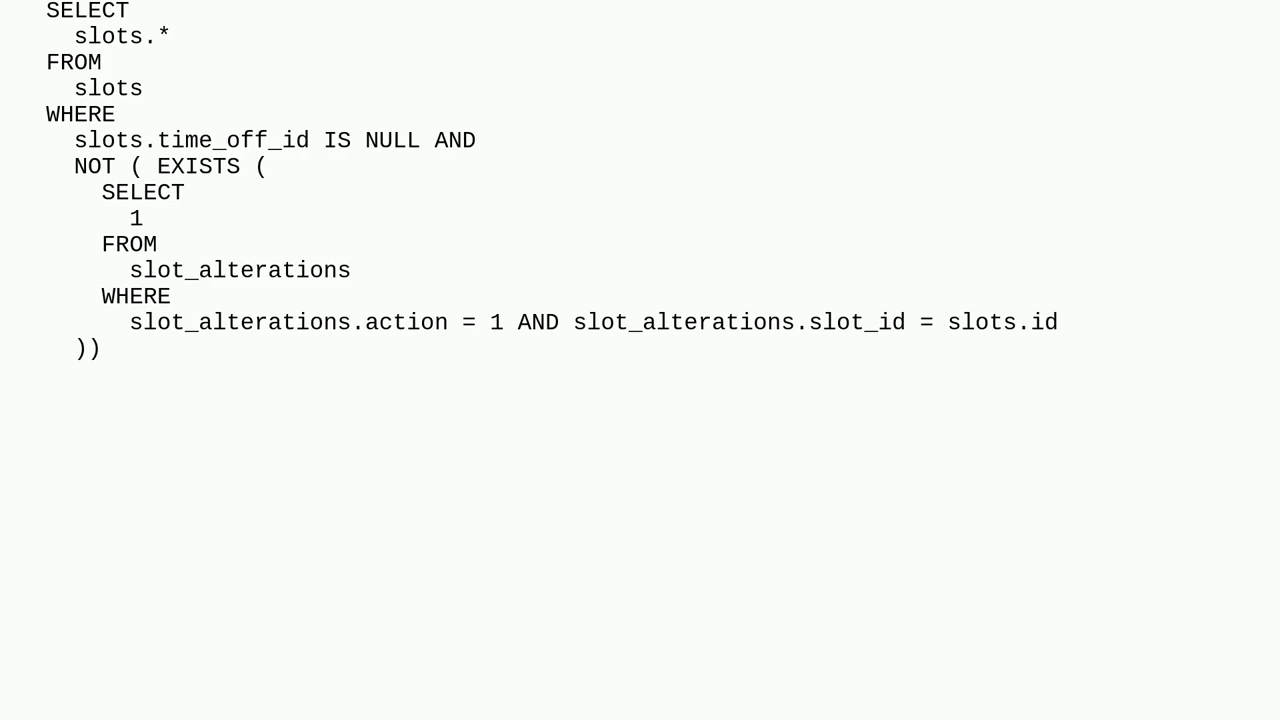 SELECT
  slots.*
FROM
  slots
WHERE
  slots.time_off_id IS NULL AND
  NOT ( EXISTS (
    SELECT
      1
    FROM
      slot_alterations
    WHERE
      slot_alterations.action = 1 AND slot_alterations.slot_id = slots.id
  ))